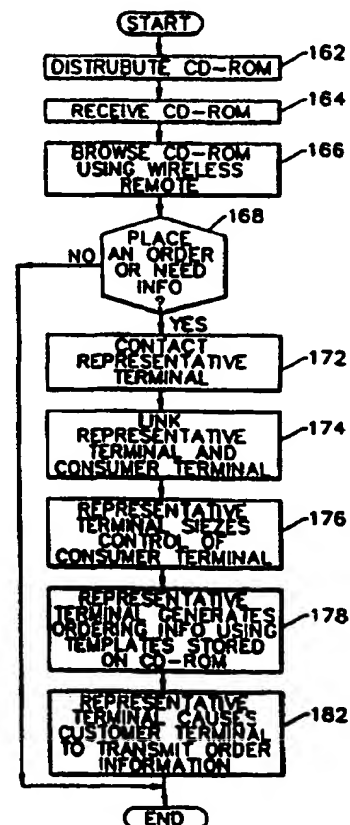 START
DISTRUBUTE CD-ROM
162
RECEIVE CD-ROM
164
BROWSE CD-ROM
USING WIRELESS
REMOTE
166
168
PLACE
AN ORDER
OR NEED
INFO
?
NO
YES
CONTACT
REPRESENTATIVE
TERMINAL
172
LINK
REPRESENTATIVE
TERMINAL AND
CONSUMER TERMINAL
174
REPRESENTATIVE
TERMINAL SIEZES
CONTROL OF
CONSUMER TERMINAL
176
REPRESENTATIVE
TERMINAL GENERATES
ORDERING INFO USING
TEMPLATES STORED
ON CD-ROM
178
REPRESENTATIVE
TERMINAL CAUSES
CUSTOMER TERMINAL
TO TRANSMIT ORDER
INFORMATION
182
END